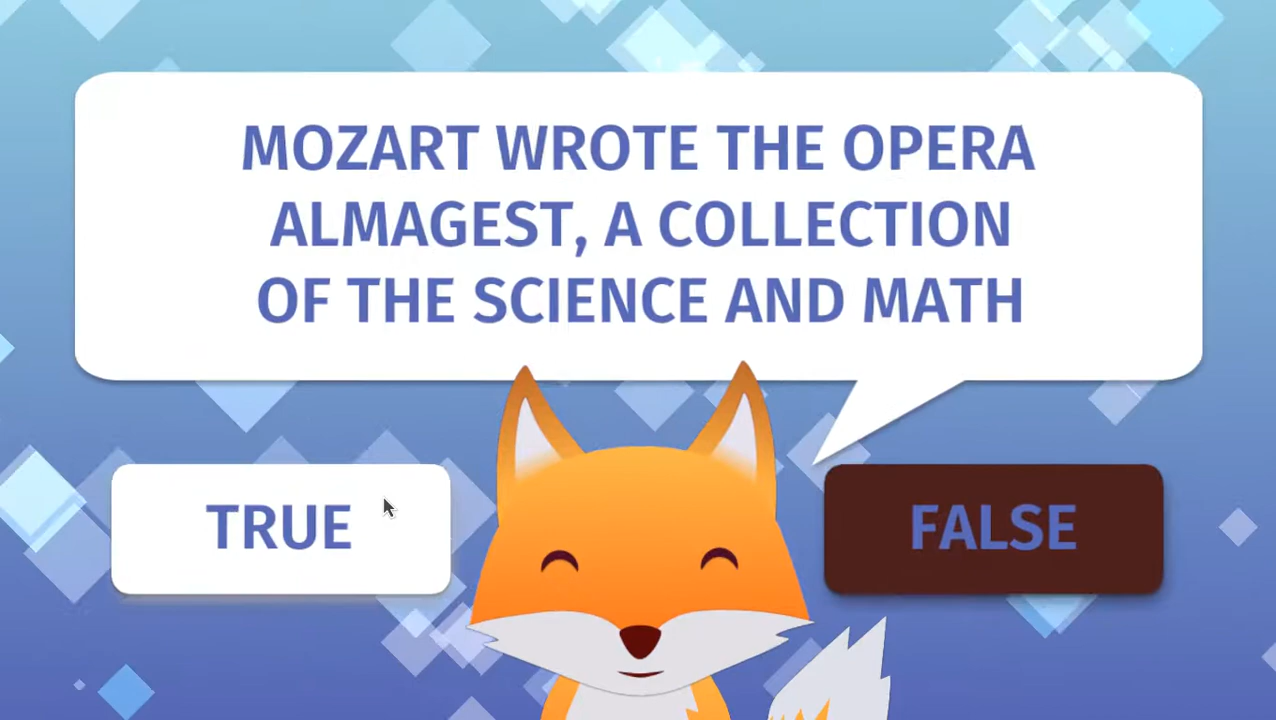 MOZART WROTE THE OPERA
ALMAGEST, A COLLECTION
OF THE SCIENCE AND MATH
TRUE
FALSE